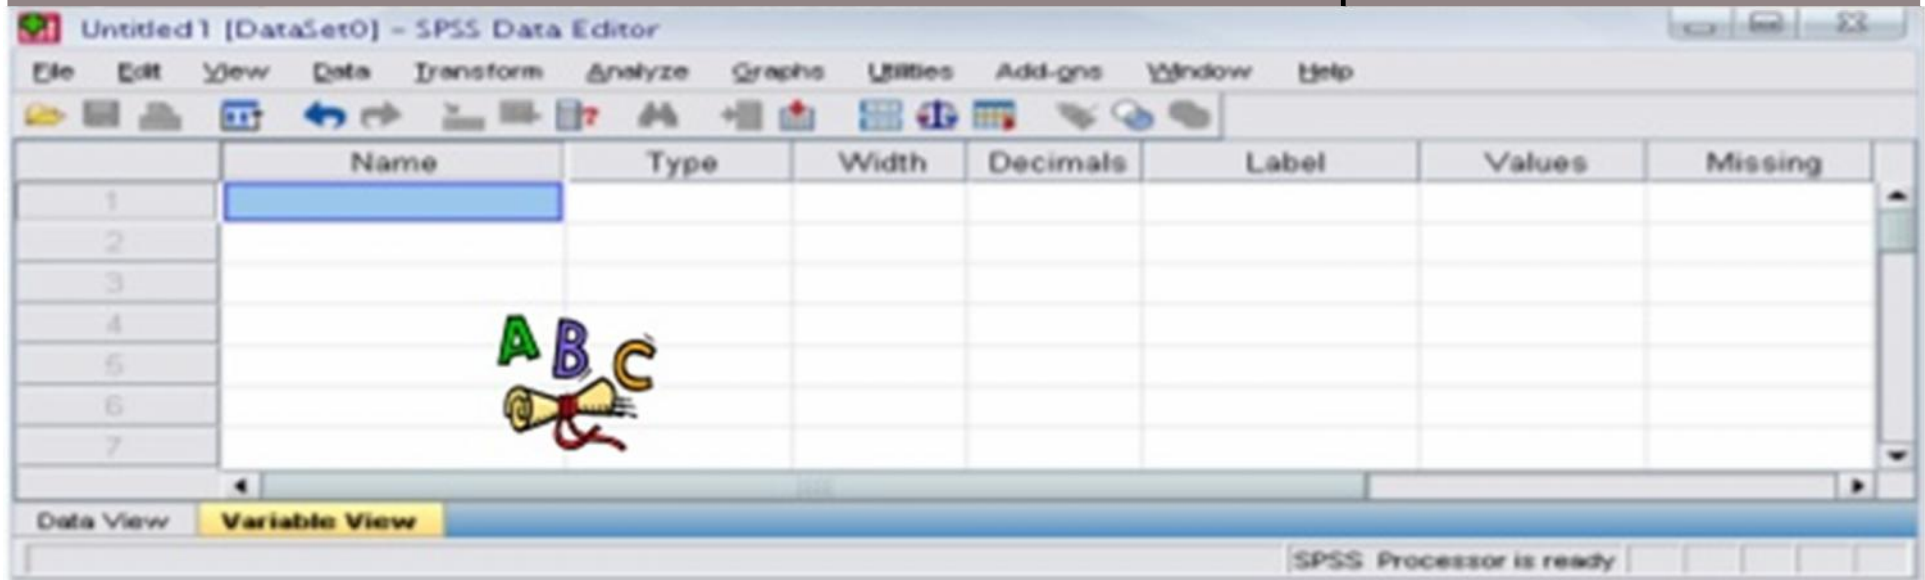 Untitled1 [DataSet0] - SPSS Data Editor
File Edit View Data Transform Analyze Graphs Utilities Add-ons Window Help
Name Type Width Decimals Label Values Missing
1
2
3
4
5
6
7
A B C
Data View Variable View
SPSS Processor is ready